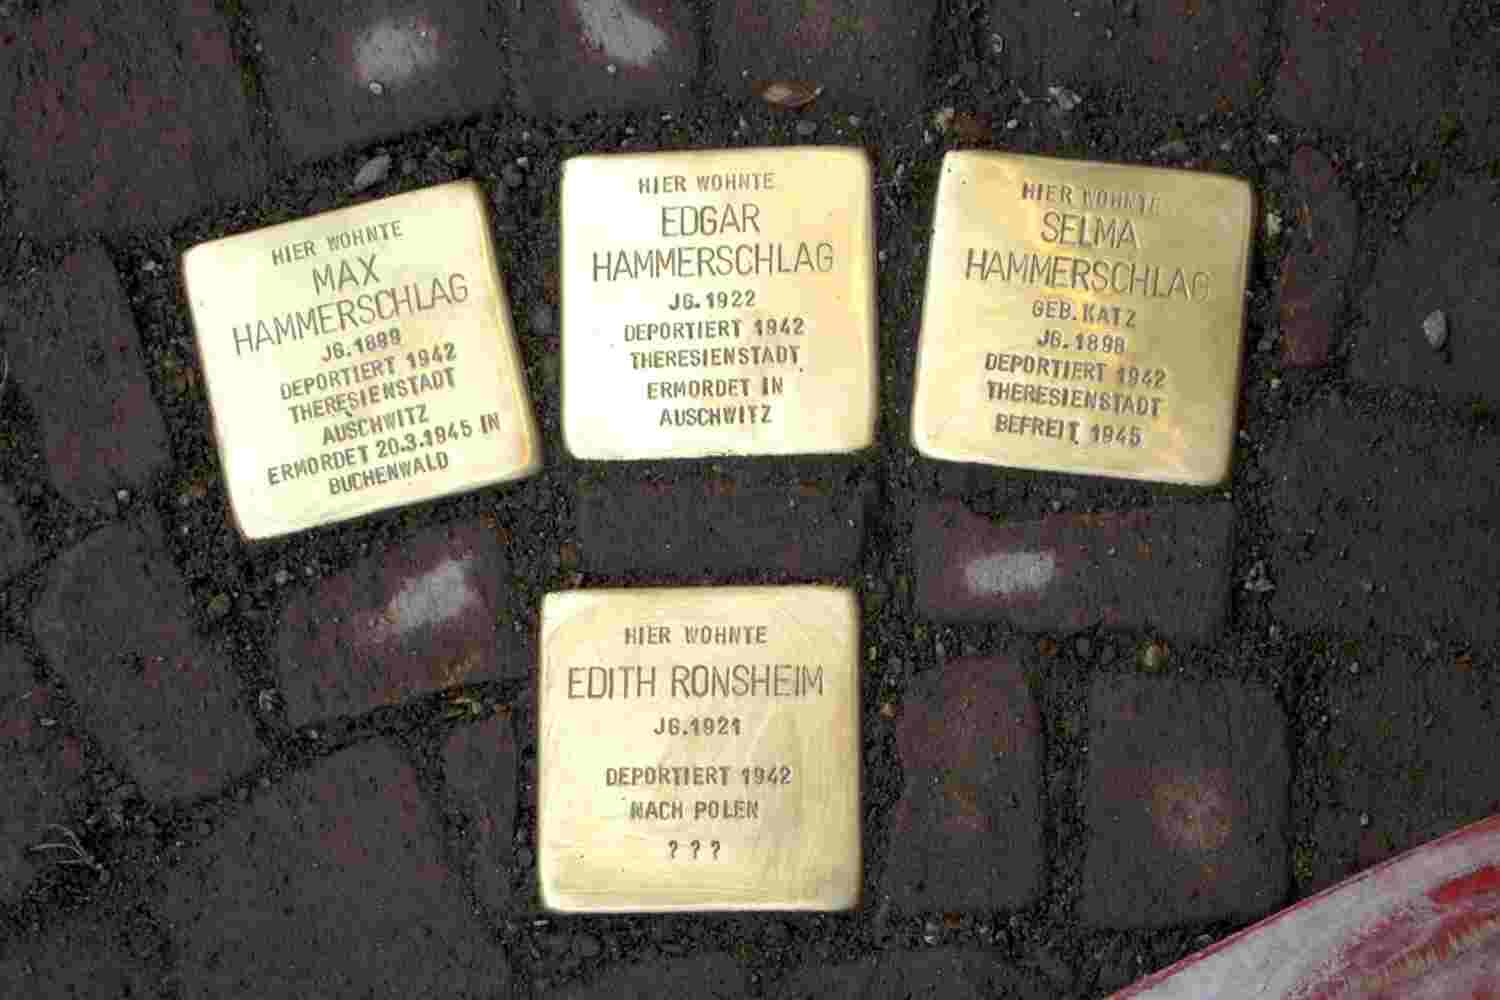 HIER WOHNTE
MAX
HAMMERSCHLAG
JG.1899
DEPORTIERT 1942
THERESIENSTADT
AUSCHWITZ
ERMORDET 20.3.1945 IN
BUCHENWALD
HIER WOHNTE
EDGAR
HAMMERSCHLAG
JG.1922
DEPORTIERT 1942
THERESIENSTADT
ERMORDET IN
AUSCHWITZ
HIER WOHNTE
SELMA
HAMMERSCHLAG
GEB.KATZ
JG.1898
DEPORTIERT 1942
THERESIENSTADT
BEFREIT 1945
HIER WOHNTE
EDITH RONSHEIM
JG.1921
DEPORTIERT 1942
NACH POLEN
? ? ?